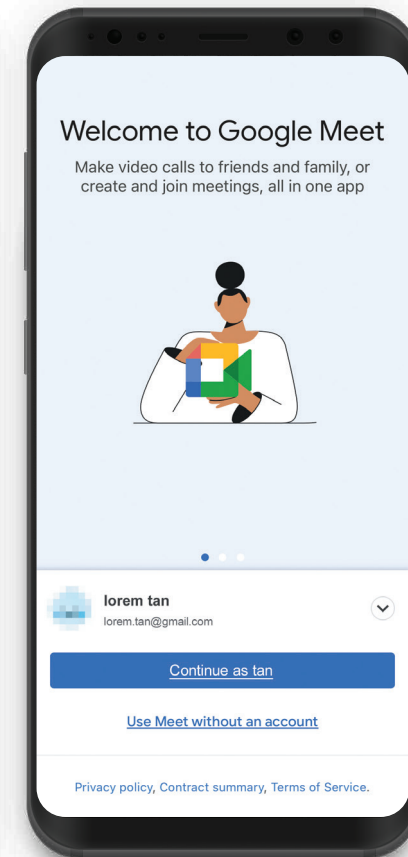 Welcome to Google Meet
Make video calls to friends and family, or
create and join meetings, all in one app
lorem tan
lorem.tan@gmail.com
Continue as tan
Use Meet without an account
Privacy policy, Contract summary, Terms of Service.